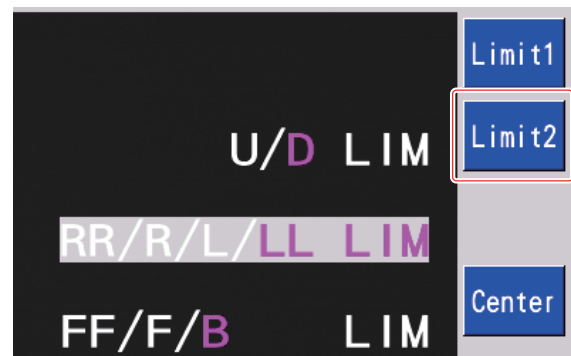 Limit1
U/D LIM
Limit2
RR/R/L/LL LIM
FF/F/B LIM
Center